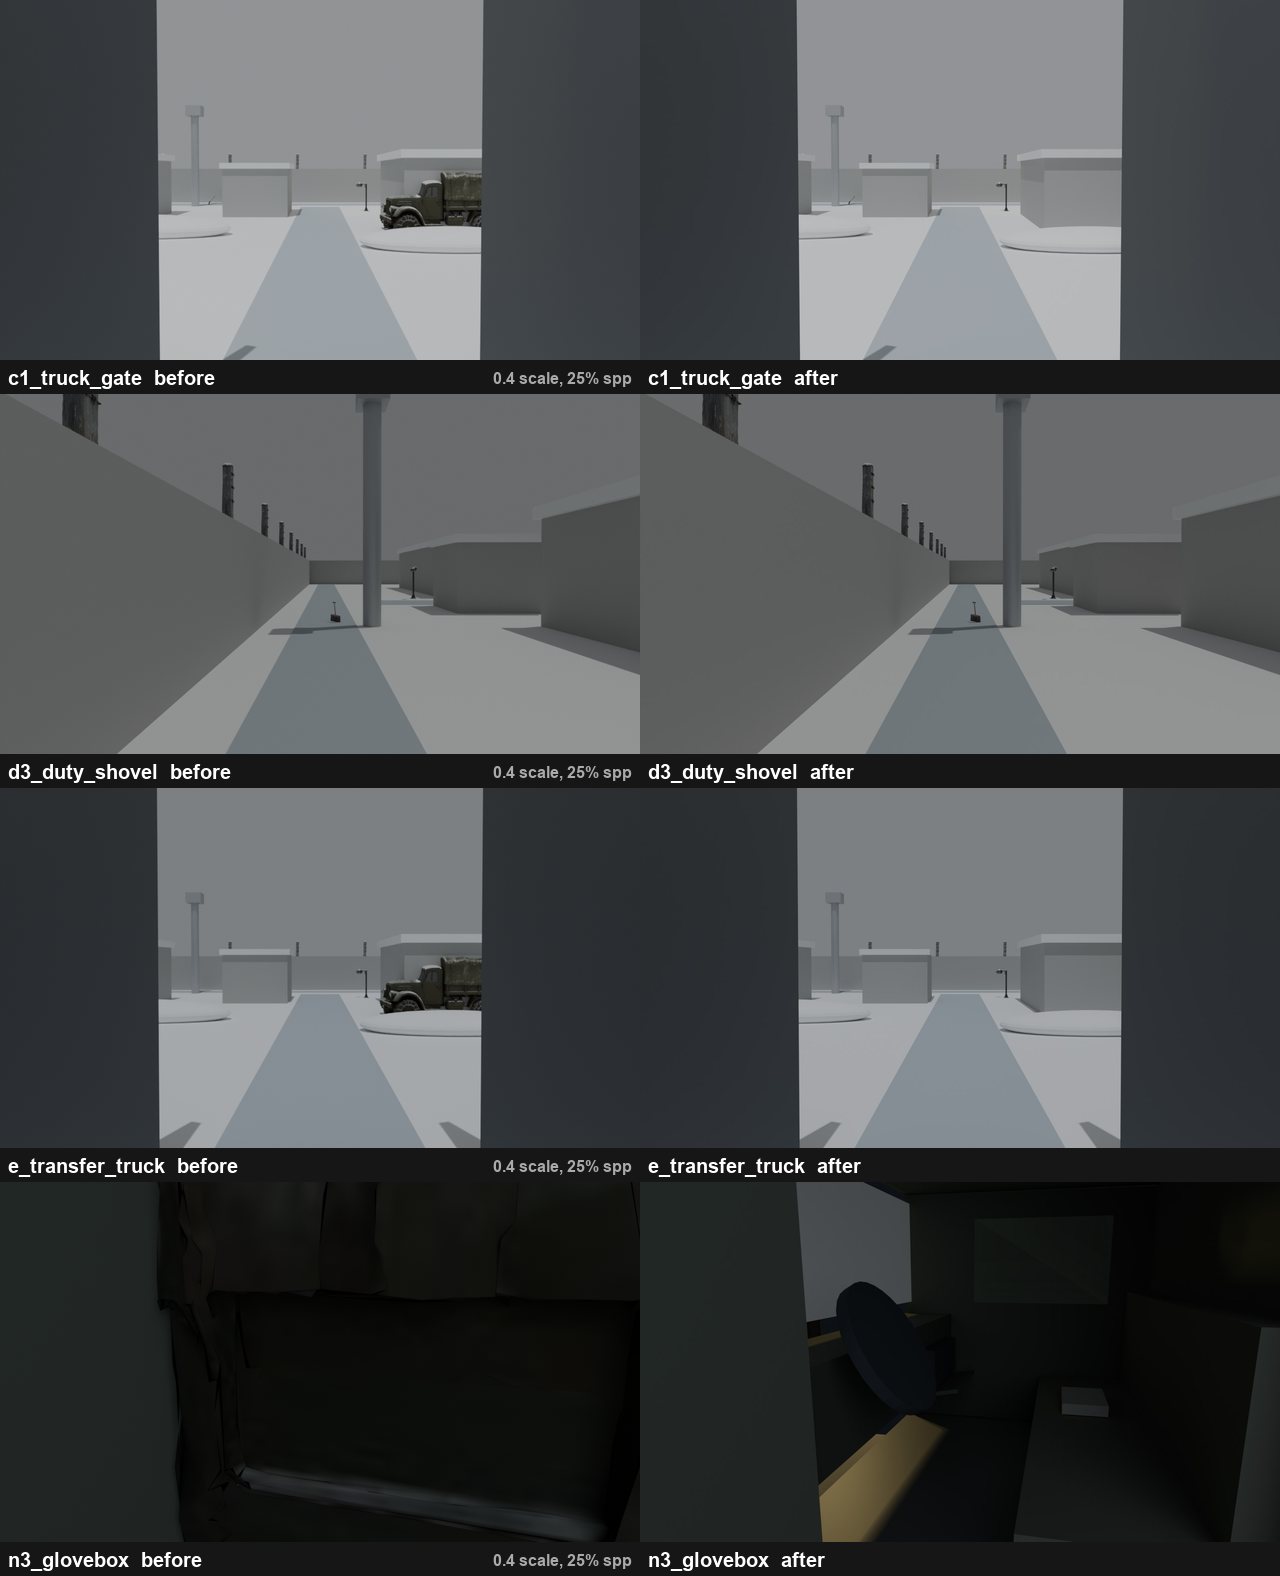 c1_truck_gate before 0.4 scale, 25% spp c1_truck_gate after
d3_duty_shovel before 0.4 scale, 25% spp d3_duty_shovel after
e_transfer_truck before 0.4 scale, 25% spp e_transfer_truck after
n3_glovebox before 0.4 scale, 25% spp n3_glovebox after